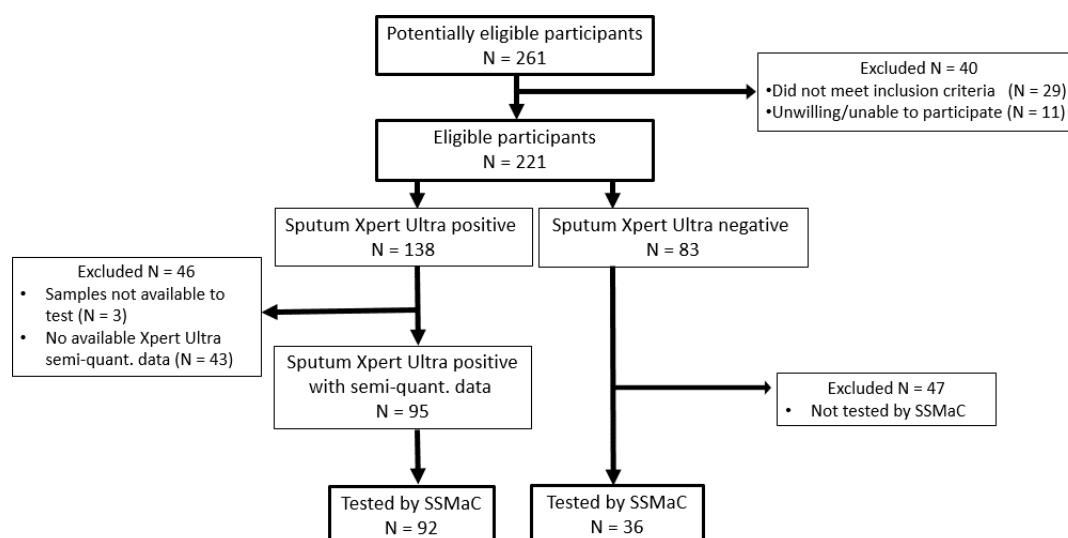 Potentially eligible participants
N = 261
Excluded N = 40
•Did not meet inclusion criteria (N = 29)
•Unwilling/unable to participate (N = 11)
Eligible participants
N = 221
Sputum Xpert Ultra positive
N = 138
Sputum Xpert Ultra negative
N = 83
Excluded N = 46
• Samples not available to
test (N = 3)
• No available Xpert Ultra
semi-quant. data (N = 43)
Sputum Xpert Ultra positive
with semi-quant. data
N = 95
Excluded N = 47
• Not tested by SSMaC
Tested by SSMaC
N = 92
Tested by SSMaC
N = 36